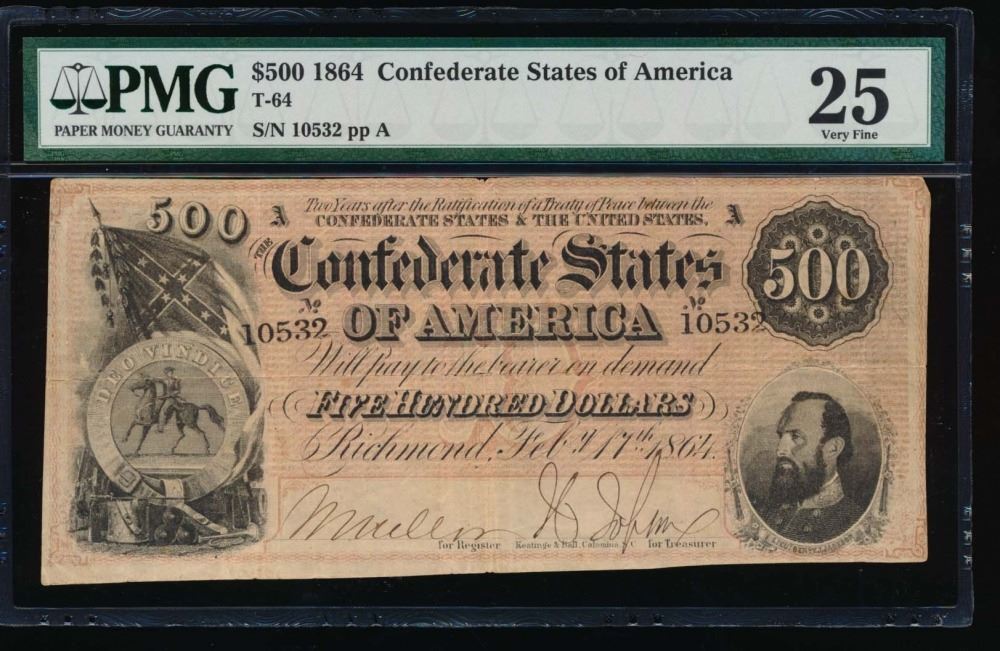 PMG
PAPER MONEY GUARANTY
$500 1864 Confederate States of America
T-64
S/N 10532 pp A
25
Very Fine
500
A
Two Years after the Ratification of a Treaty of Peace between the
CONFEDERATE STATES & THE UNITED STATES,
A
500
THE
Confederate States
No
10532
OF AMERICA
No
10532
Will Pay to the bearer on demand
FIVE HUNDRED DOLLARS
Richmond, Feby 17th 1864.
DEO VINDICE
for Register
Keatinge & Ball, Columbia, S.C.
for Treasurer